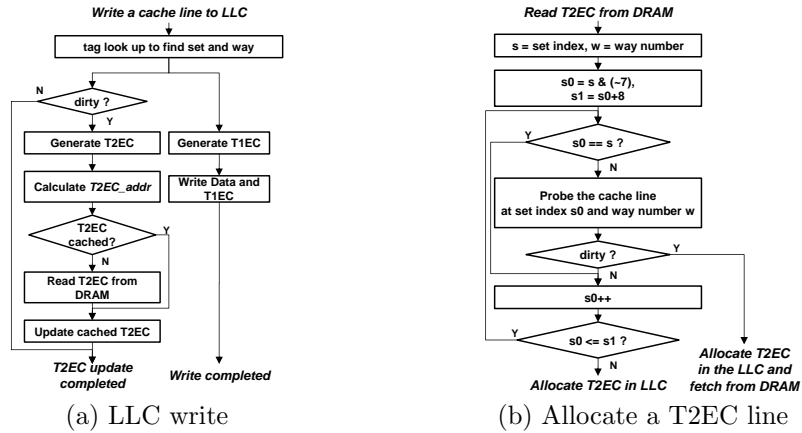 Write a cache line to LLC
tag look up to find set and way
N
dirty ?
Y
Generate T2EC
Generate T1EC
Calculate T2EC_addr
Write Data and
T1EC
T2EC
cached?
Y
N
Read T2EC from
DRAM
Update cached T2EC
T2EC update
completed
Write completed
(a) LLC write
Read T2EC from DRAM
s = set index, w = way number
s0 = s & (~7),
s1 = s0+8
Y
s0 == s ?
N
Probe the cache line
at set index s0 and way number w
dirty ?
Y
N
s0++
Y
s0 <= s1 ?
N
Allocate T2EC
in the LLC and
fetch from DRAM
Allocate T2EC in LLC
(b) Allocate a T2EC line